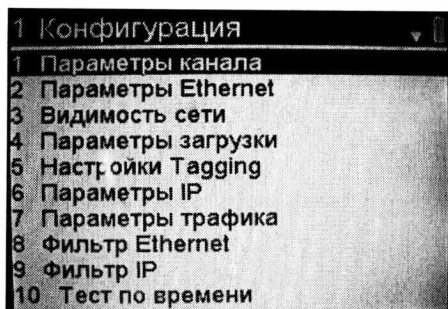 1 Конфигурация
1 Параметры канала
2 Параметры Ethernet
3 Видимость сети
4 Параметры загрузки
5 Настройки Tagging
6 Параметры IP
7 Параметры трафика
8 Фильтр Ethernet
9 Фильтр IP
10 Тест по времени